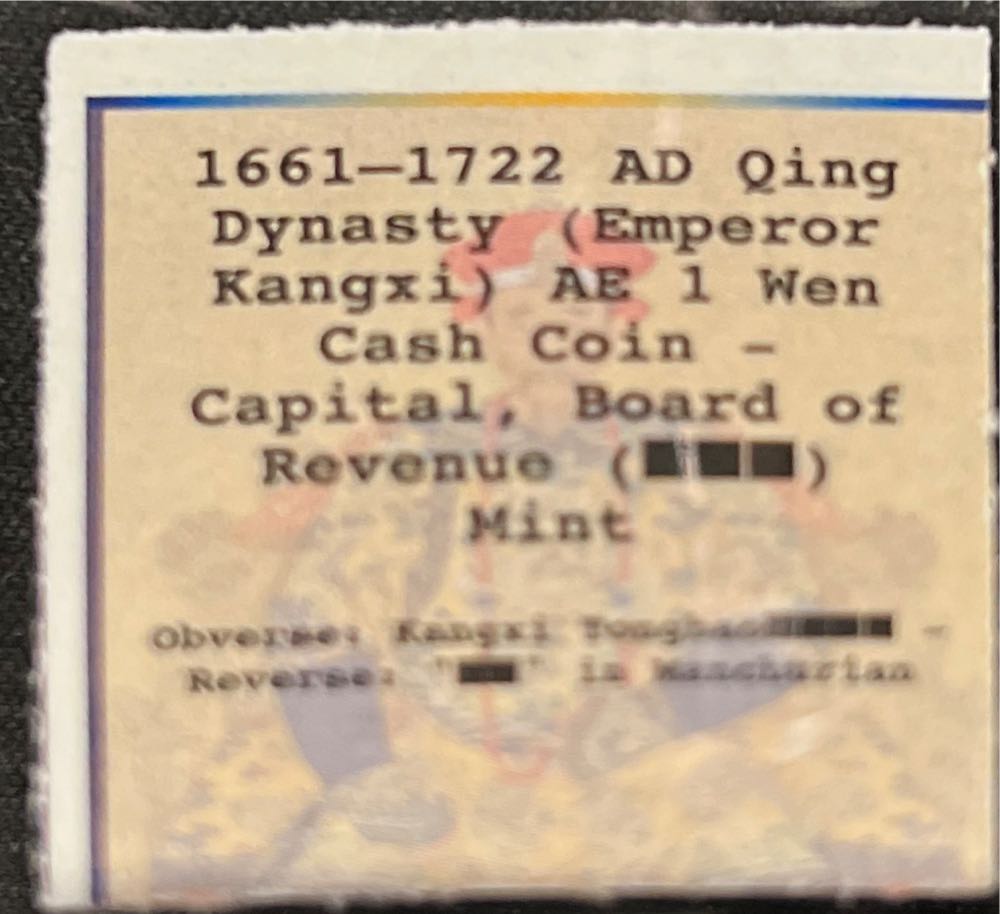 1661—1722 AD Qing
Dynasty (Emperor
Kangxi) AE 1 Wen
Cash Coin -
Capital, Board of
Revenue (■■■)
Mint
Obverse: Kangxi Tongbao■■■■ -
Reverse: "■■" in Manchurian